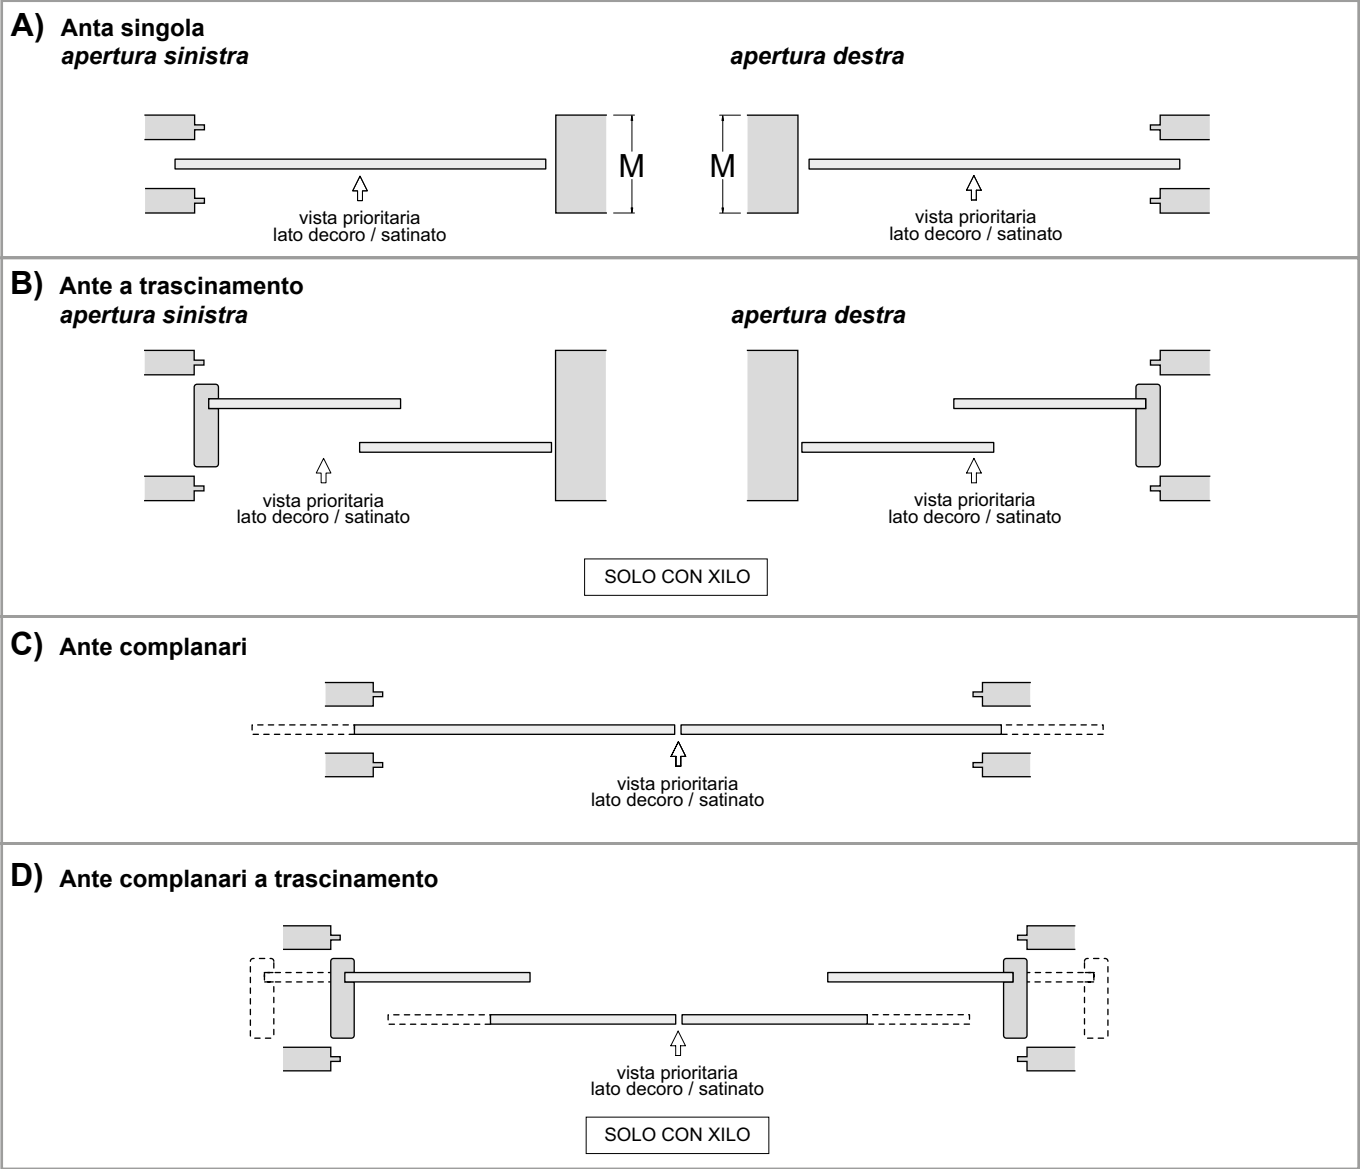 A) Anta singola
apertura sinistra
apertura destra
M
M
vista prioritaria
lato decoro / satinato
vista prioritaria
lato decoro / satinato
B) Ante a trascinamento
apertura sinistra
apertura destra
vista prioritaria
lato decoro / satinato
vista prioritaria
lato decoro / satinato
SOLO CON XILO
C) Ante complanari
vista prioritaria
lato decoro / satinato
D) Ante complanari a trascinamento
vista prioritaria
lato decoro / satinato
SOLO CON XILO